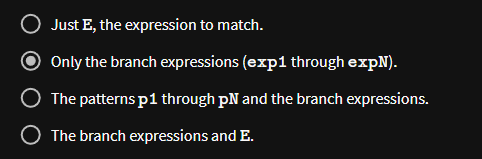 Just E, the expression to match.
Only the branch expressions (exp1 through expN).
The patterns p1 through pN and the branch expressions.
The branch expressions and E.